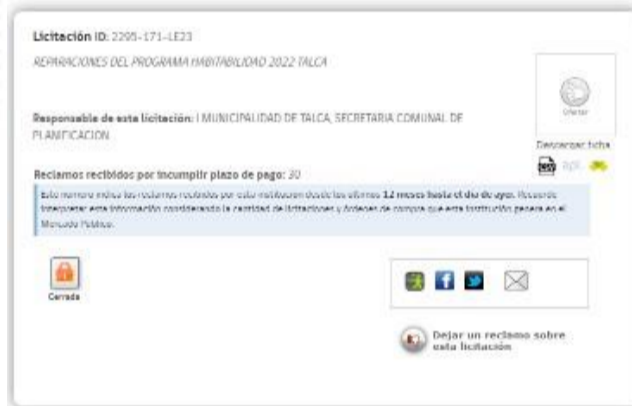 Licitación ID: 2295-171-LE23
REPARACIONES DEL PROGRAMA HABITABILIDAD 2022 TALCA
Responsable de esta licitación: I MUNICIPALIDAD DE TALCA, SECRETARIA COMUNAL DE
PLANIFICACION
Descargar ficha
CSV
Reclamos recibidos por incumplir plazo de pago: 30
Este número indica los reclamos recibidos por esta institución desde los últimos 12 meses hasta el día de ayer. Recuerde
interpretar esta información considerando la cantidad de licitaciones y órdenes de compra que esta institución genera en el
Mercado Público.
Cerrada
Dejar un reclamo sobre
esta licitación